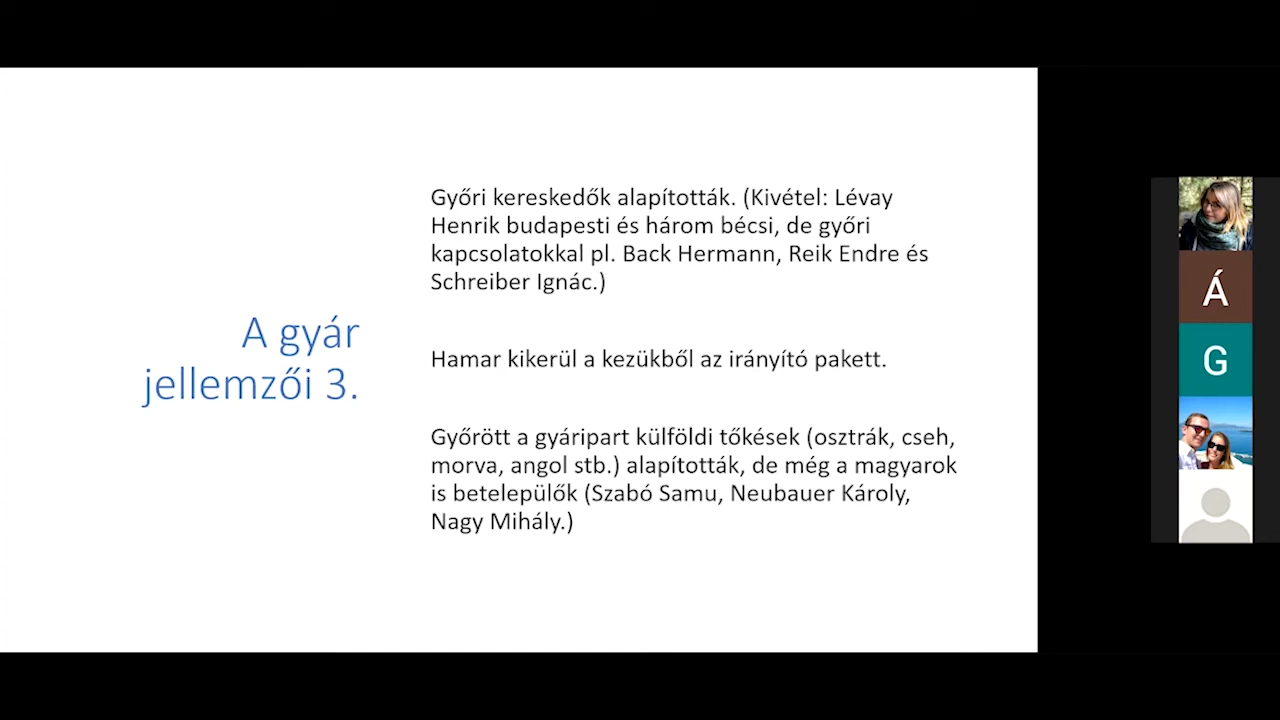 A gyár
jellemzői 3.
Győri kereskedők alapították. (Kivétel: Lévay
Henrik budapesti és három bécsi, de győri
kapcsolatokkal pl. Back Hermann, Reik Endre és
Schreiber Ignác.)
Hamar kikerül a kezükből az irányító pakett.
Győrött a gyáripart külföldi tőkések (osztrák, cseh,
morva, angol stb.) alapították, de még a magyarok
is betelepülők (Szabó Samu, Neubauer Károly,
Nagy Mihály.)
Á
G